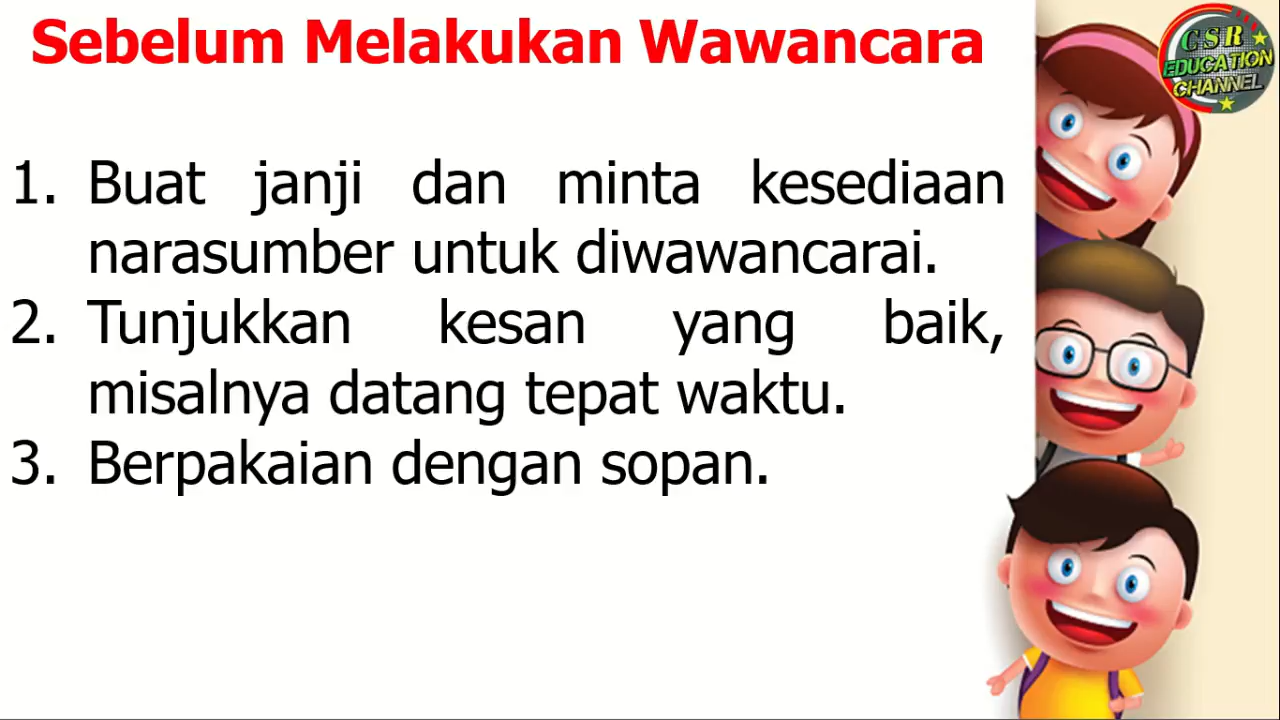 Sebelum Melakukan Wawancara
CSR
EDUCATION
CHANNEL
1. Buat janji dan minta kesediaan
narasumber untuk diwawancarai.
2. Tunjukkan kesan yang baik,
misalnya datang tepat waktu.
3. Berpakaian dengan sopan.